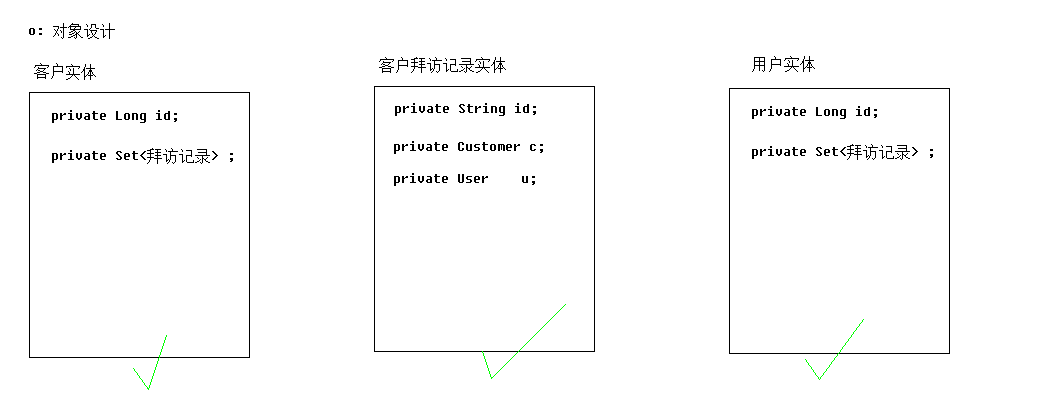 o: 对象设计
客户实体
private Long id;
private Set<拜访记录> ;
客户拜访记录实体
private String id;
private Customer c;
private User u;
用户实体
private Long id;
private Set<拜访记录> ;